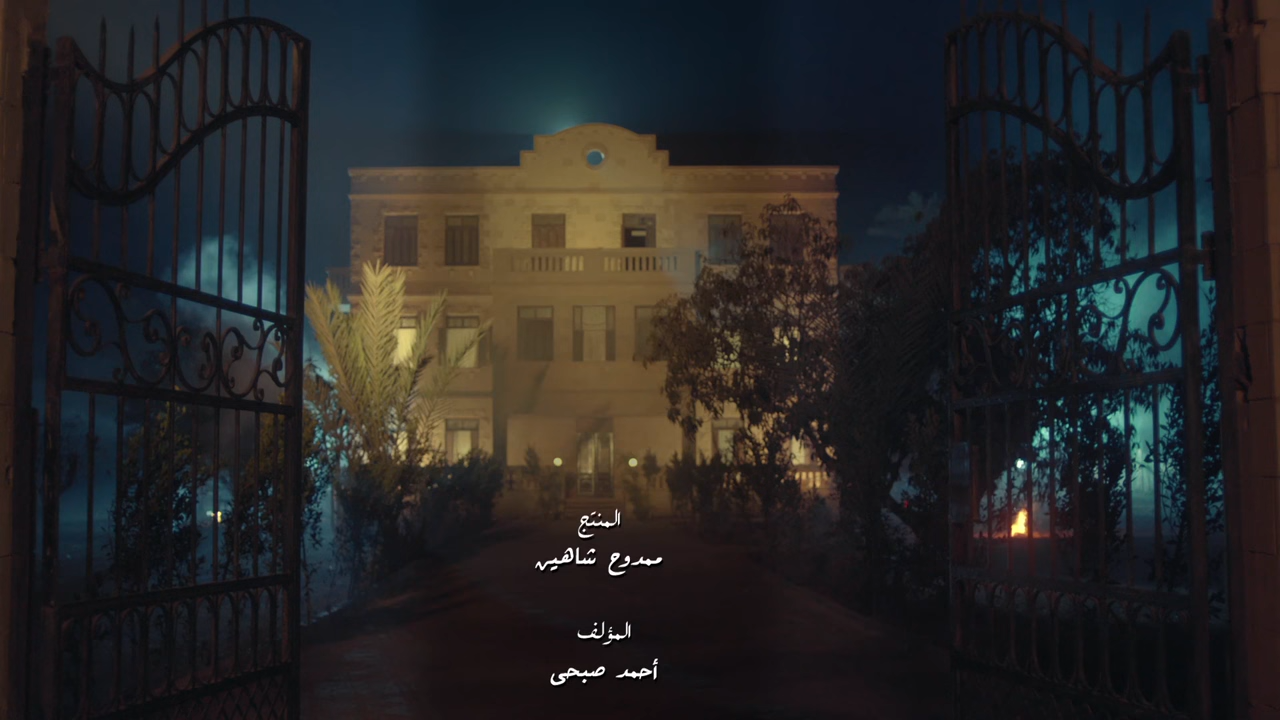 المنتج
ممدوح شاهين
المؤلف
أحمد صبحى